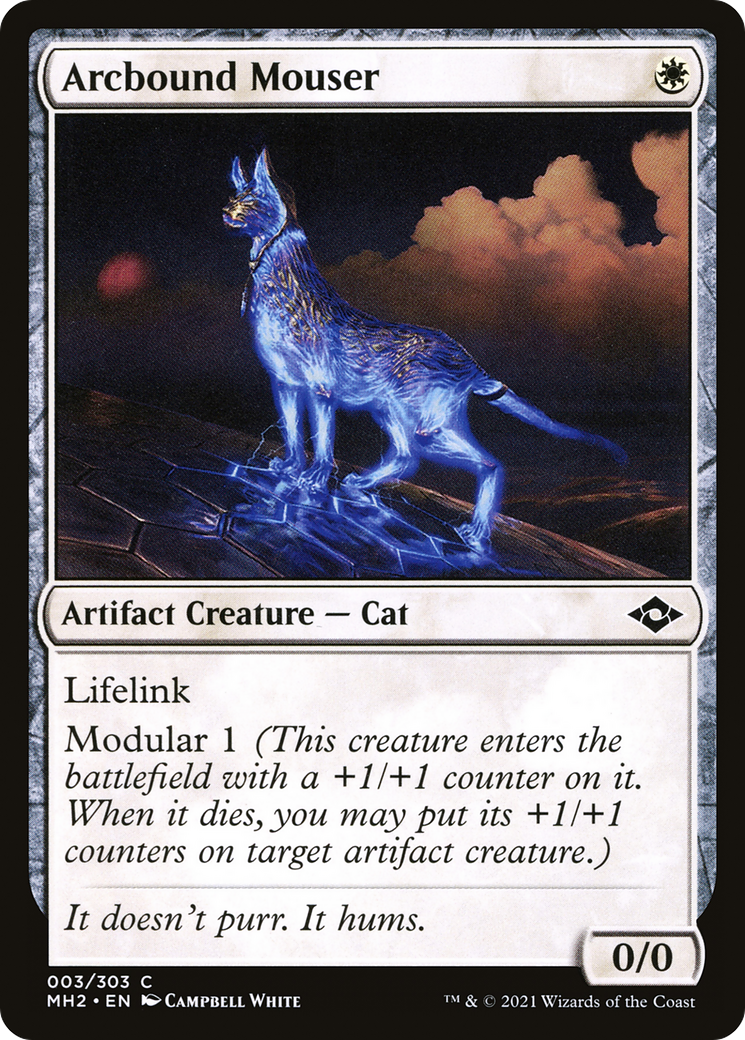 Arcbound Mouser
Artifact Creature — Cat
Lifelink
Modular 1 (This creature enters the
battlefield with a +1/+1 counter on it.
When it dies, you may put its +1/+1
counters on target artifact creature.)
It doesn't purr. It hums.
0/0
003/303 C
MH2 • EN Campbell White
™ & © 2021 Wizards of the Coast